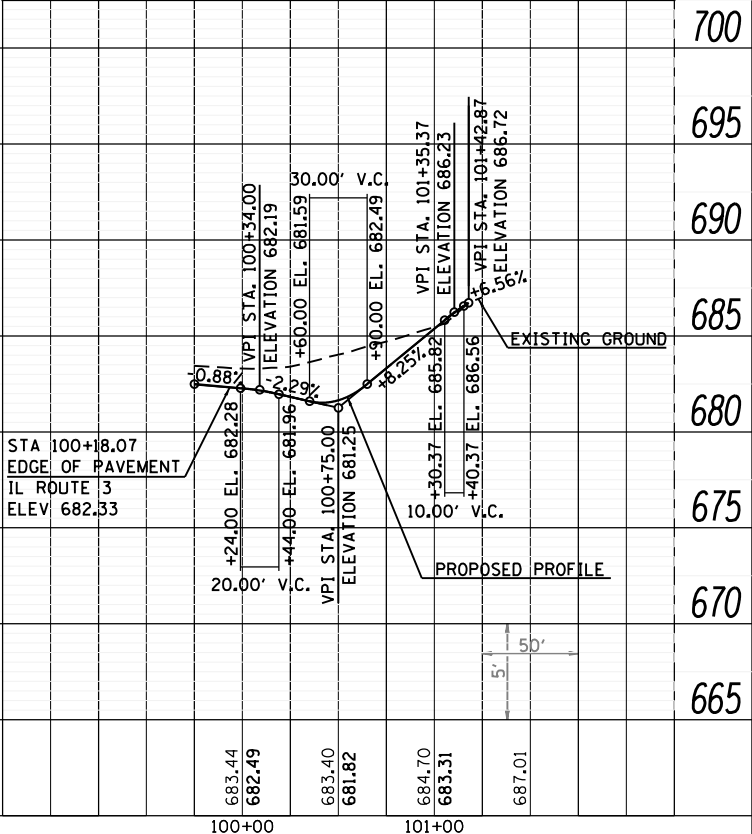 700
695
690
685
680
675
670
665
30.00' V.C.
VPI STA. 100+34.00
ELEVATION 682.19
+60.00 EL. 681.59
+90.00 EL. 682.49
VPI STA. 101+35.37
ELEVATION 686.23
VPI STA. 101+42.87
ELEVATION 686.72
-0.88%
-2.29%
+8.25%
+6.56%
EXISTING GROUND
STA 100+18.07
EDGE OF PAVEMENT
IL ROUTE 3
ELEV 682.33
+24.00 EL. 682.28
+44.00 EL. 681.96
20.00' V.C.
VPI STA. 100+75.00
ELEVATION 681.25
+30.37 EL. 685.82
+40.37 EL. 686.56
10.00' V.C.
PROPOSED PROFILE
50'
5'
683.44
682.49
683.40
681.82
684.70
683.31
687.01
100+00
101+00